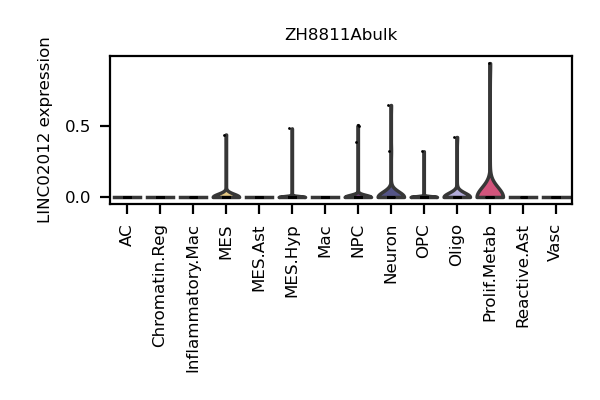 ZH8811Abulk
LINC02012 expression
0.5
0.0
AC
Chromatin.Reg
Inflammatory.Mac
MES
MES.Ast
MES.Hyp
Mac
NPC
Neuron
OPC
Oligo
Prolif.Metab
Reactive.Ast
Vasc